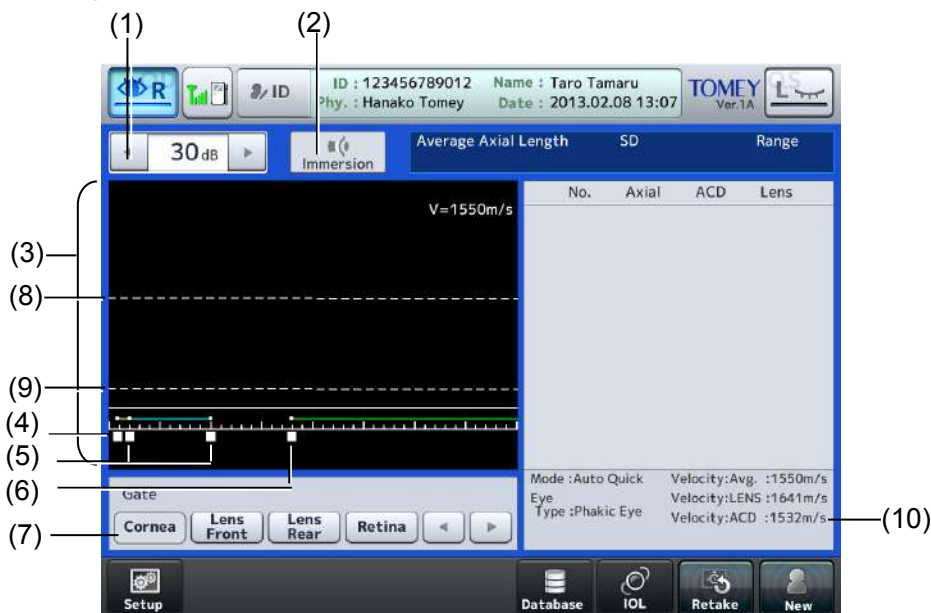 (1) (2)
R ID ID : 123456789012 Name : Taro Tamaru TOMEY L
Phy. : Hanako Tomey Date : 2013.02.08 13:07 Ver.1A
30 dB Immersion Average Axial Length SD Range
No. Axial ACD Lens
V=1550m/s
(3)
(8)
(9)
(4)
(5)
(6)
Mode :Auto Quick Velocity:Avg. :1550m/s
Eye Velocity:LENS :1641m/s
Type :Phakic Eye Velocity:ACD :1532m/s (10)
Gate
(7) Cornea Lens Front Lens Rear Retina
Setup Database IOL Retake New